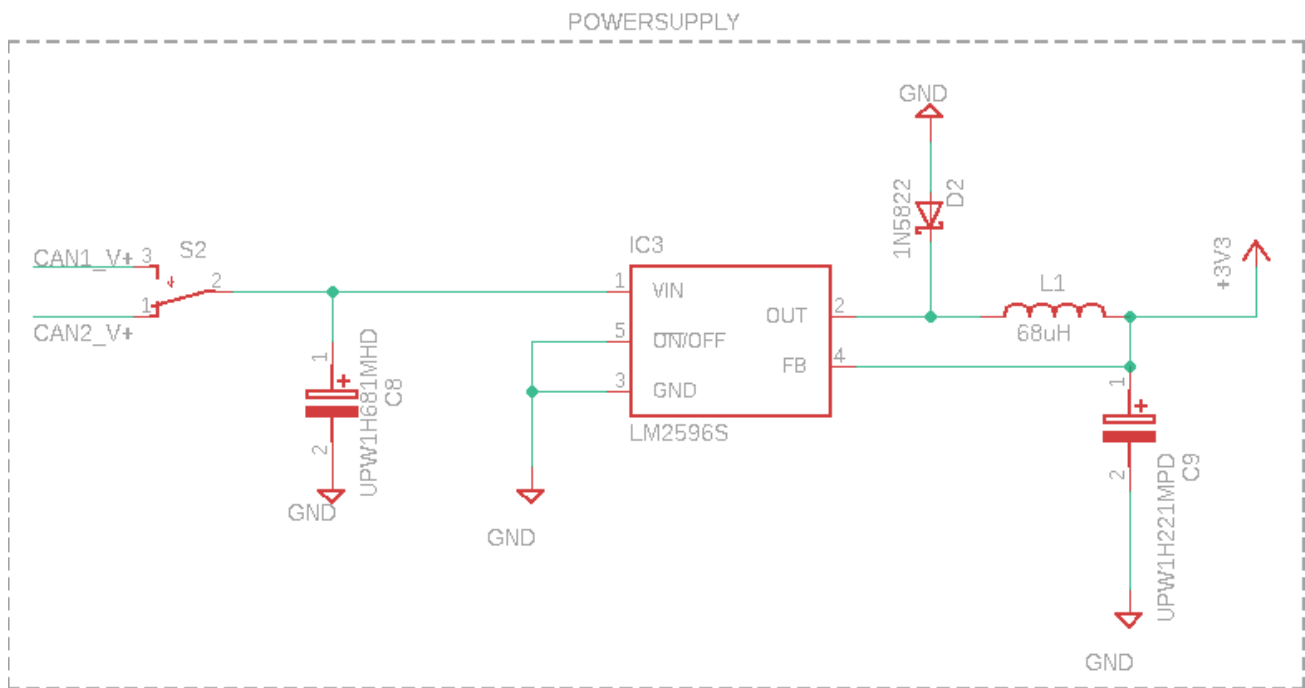 POWERSUPPLY
GND
1N5822
D2
CAN1_V+
3
S2
2
1
CAN2_V+
IC3
1
VIN
5
ON/OFF
3
GND
OUT
2
FB
4
LM2596S
L1
68uH
+3V3
1
+
2
UPW1H681MHD
C8
GND
GND
1
+
2
UPW1H221MPD
C9
GND